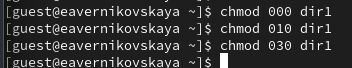 [guest@eavernikovskaya ~]$ chmod 000 dir1
[guest@eavernikovskaya ~]$ chmod 010 dir1
[guest@eavernikovskaya ~]$ chmod 030 dir1
[guest@eavernikovskaya ~]$